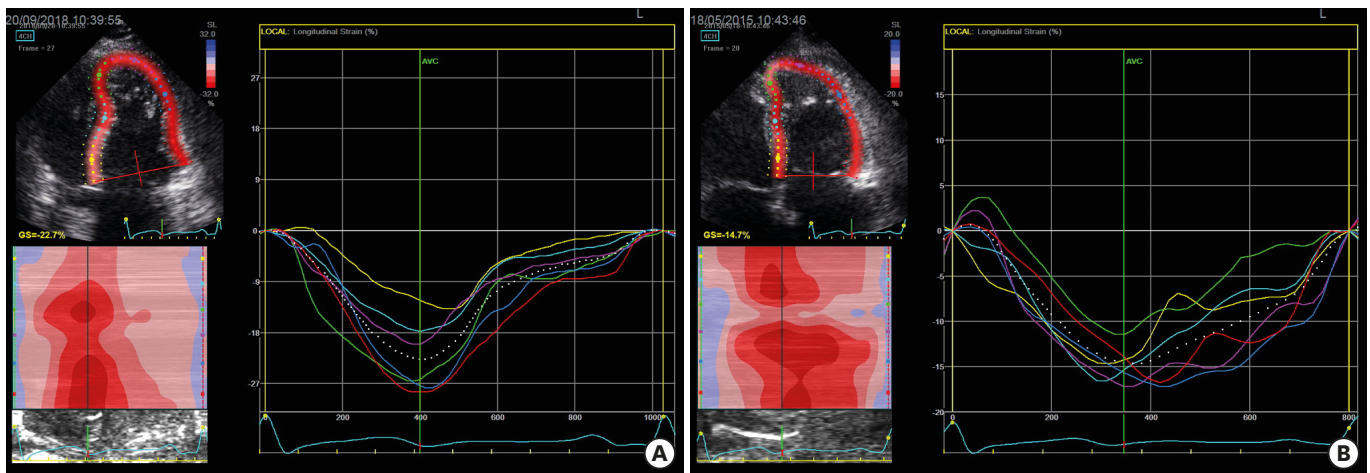 20/09/2018 10:39:55
L
4CH
Frame = 27
SL
32.0
-32.0
%
GS=-22.7%
LOCAL: Longitudinal Strain (%)
AVC
27
18
9
0
-9
-18
-27
0
200
400
600
800
1000
A
18/05/2015 10:43:46
L
4CH
Frame = 20
SL
20.0
-20.0
%
GS=-14.7%
LOCAL: Longitudinal Strain (%)
AVC
15
10
5
0
-5
-10
-15
-20
0
200
400
600
800
B